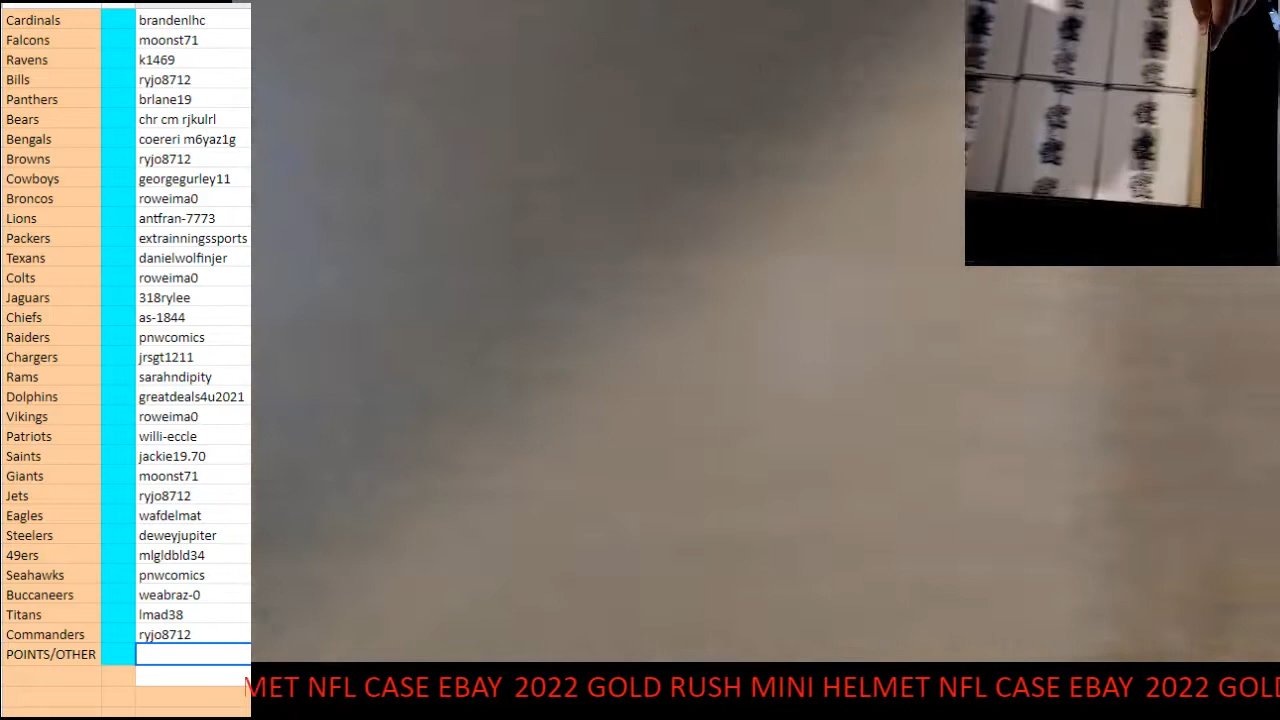 Cardinals brandenlhc
Falcons moonst71
Ravens k1469
Bills ryjo8712
Panthers brlane19
Bears chr cm rjkulrl
Bengals coereri m6yaz1g
Browns ryjo8712
Cowboys georgegurley11
Broncos roweima0
Lions antfran-7773
Packers extrainningssports
Texans danielwolfinjer
Colts roweima0
Jaguars 318rylee
Chiefs as-1844
Raiders pnwcomics
Chargers jrsgt1211
Rams sarahndipity
Dolphins greatdeals4u2021
Vikings roweima0
Patriots willi-eccle
Saints jackie19.70
Giants moonst71
Jets ryjo8712
Eagles wafdelmat
Steelers deweyjupiter
49ers mlgldbld34
Seahawks pnwcomics
Buccaneers weabraz-0
Titans lmad38
Commanders ryjo8712
POINTS/OTHER
MET NFL CASE EBAY 2022 GOLD RUSH MINI HELMET NFL CASE EBAY 2022 GOLD